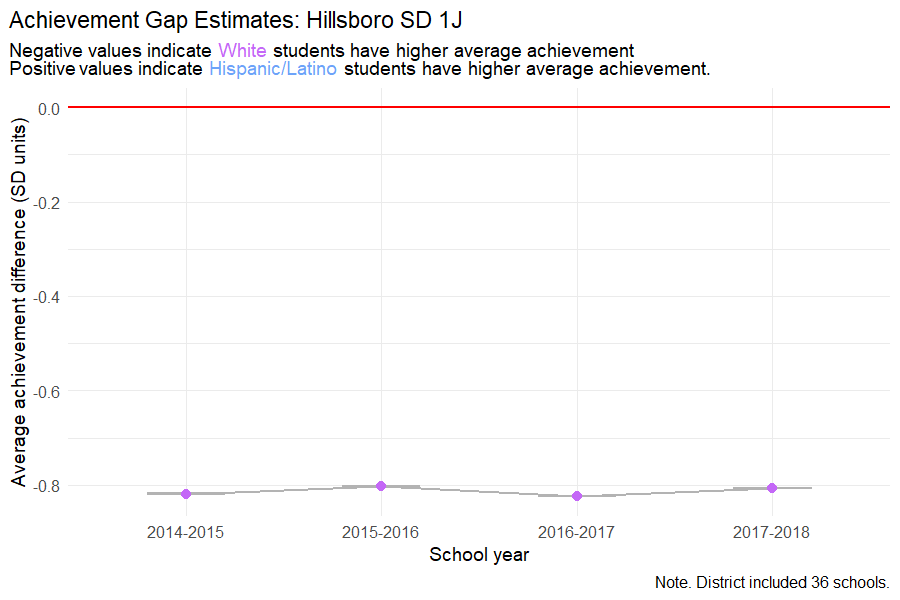 Achievement Gap Estimates: Hillsboro SD 1J
Negative values indicate White students have higher average achievement
Positive values indicate Hispanic/Latino students have higher average achievement.
Average achievement difference (SD units)
0.0
-0.2
-0.4
-0.6
-0.8
2014-2015
2015-2016
2016-2017
2017-2018
School year
Note. District included 36 schools.